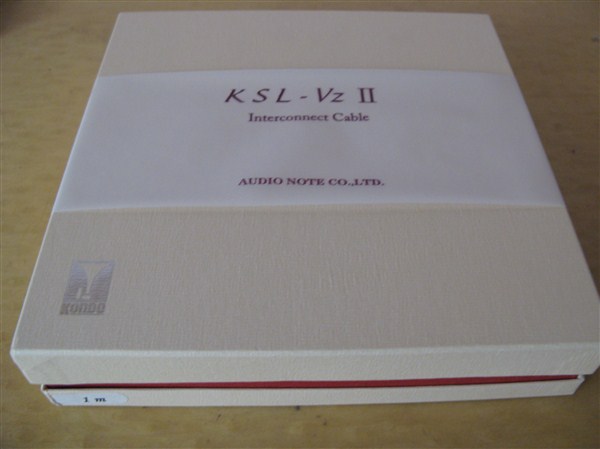 KSL-Vz II
Interconnect Cable
AUDIO NOTE CO.,LTD.
KONDO
1 m